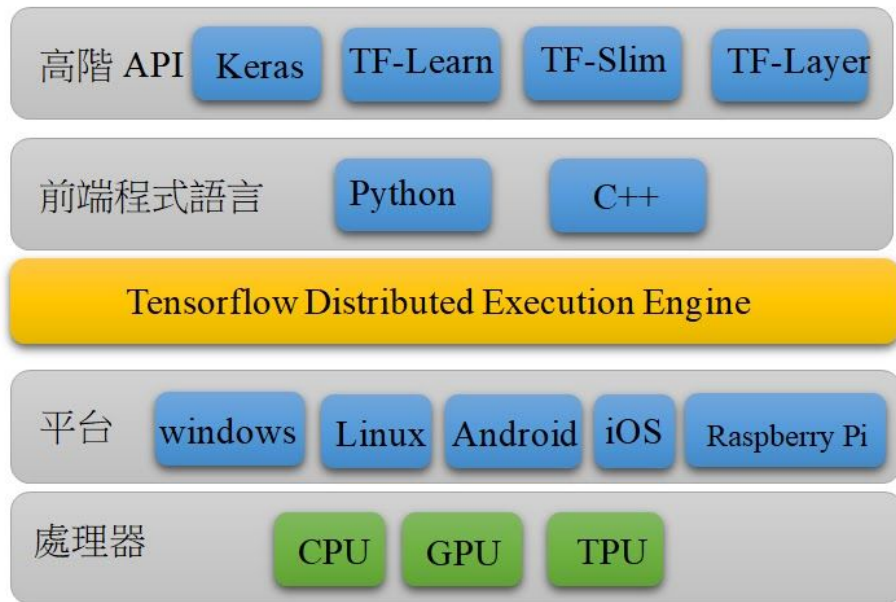 高階 API Keras TF-Learn TF-Slim TF-Layer
前端程式語言 Python C++
Tensorflow Distributed Execution Engine
平台 windows Linux Android iOS Raspberry Pi
處理器 CPU GPU TPU